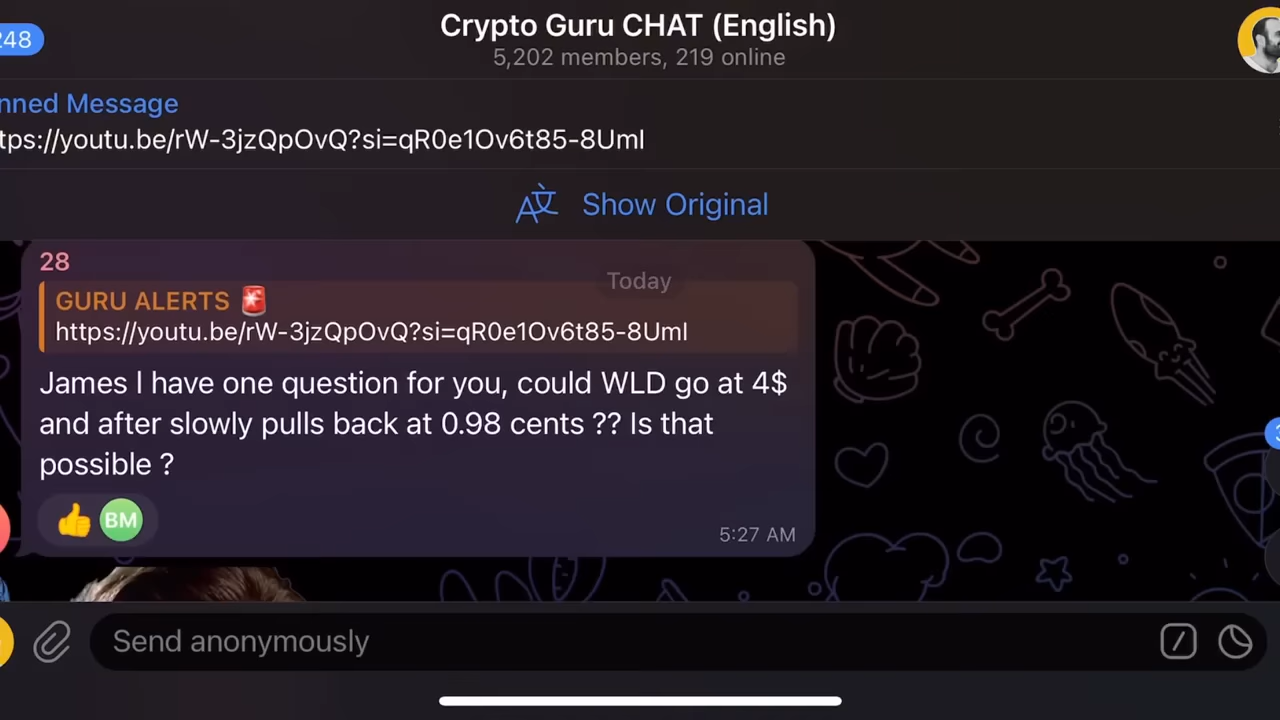 248
Crypto Guru CHAT (English)
5,202 members, 219 online
nned Message
tps://youtu.be/rW-3jzQpOvQ?si=qR0e1Ov6t85-8UmI
Show Original
28
Today
GURU ALERTS 🚨
https://youtu.be/rW-3jzQpOvQ?si=qR0e1Ov6t85-8UmI
James I have one question for you, could WLD go at 4$
and after slowly pulls back at 0.98 cents ?? Is that
possible ?
👍 BM
5:27 AM
Send anonymously